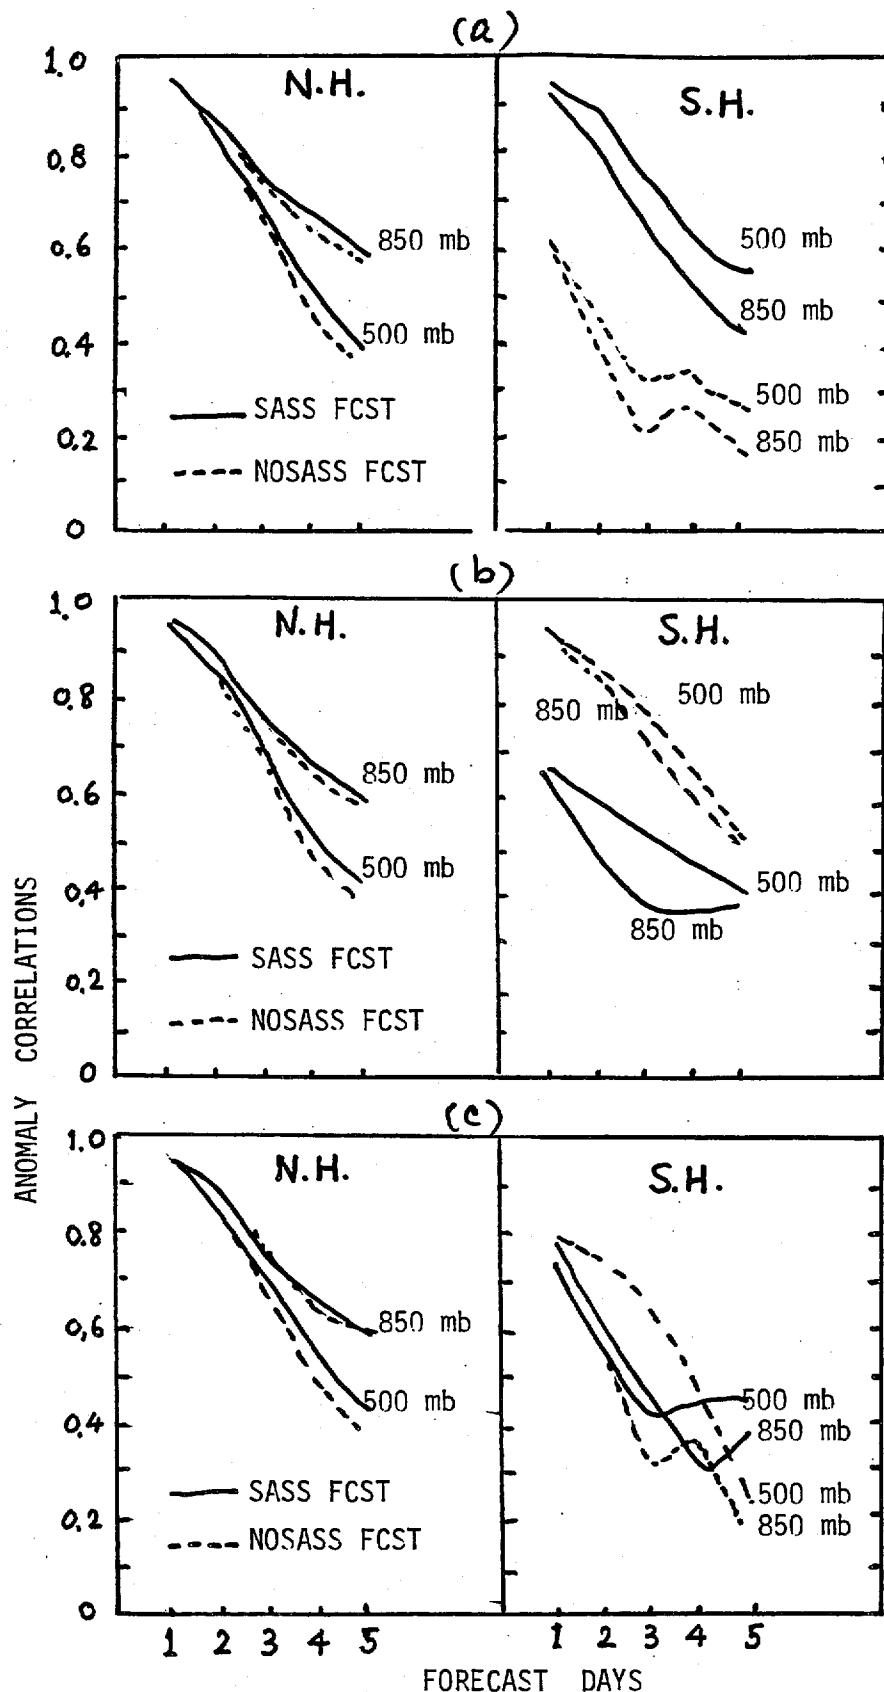 (a)
1.0
0.8
0.6
0.4
0.2
0
N.H.
850 mb
500 mb
SASS FCST
NOSASS FCST
S.H.
500 mb
850 mb
500 mb
850 mb
(b)
1.0
0.8
0.6
0.4
0.2
0
N.H.
850 mb
500 mb
SASS FCST
NOSASS FCST
S.H.
500 mb
850 mb
500 mb
850 mb
ANOMALY CORRELATIONS
(c)
1.0
0.8
0.6
0.4
0.2
0
N.H.
850 mb
500 mb
SASS FCST
NOSASS FCST
S.H.
500 mb
850 mb
500 mb
850 mb
1 2 3 4 5
1 2 3 4 5
FORECAST DAYS